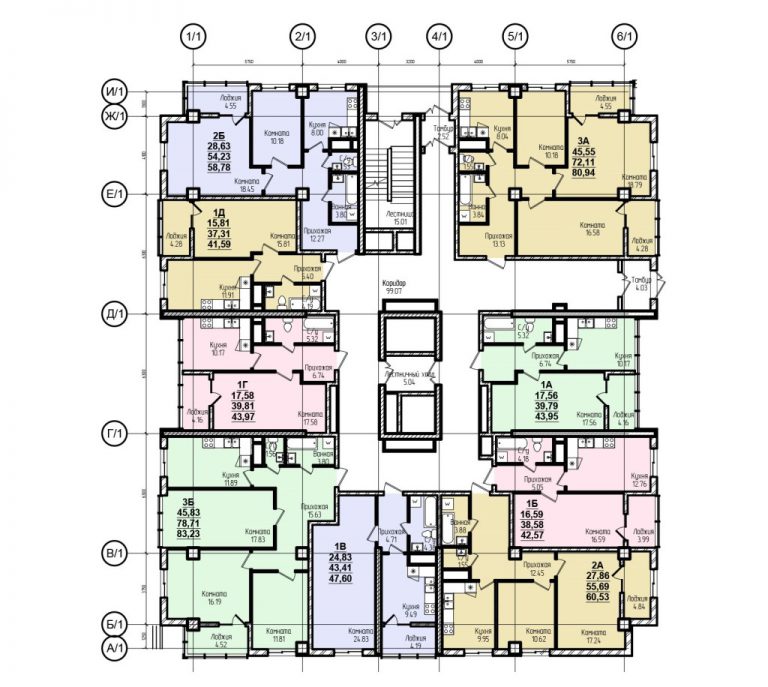 1/1 2/1 3/1 4/1 5/1 6/1
5750 4000 3200 4000 5750
И/1
Ж/1
Е/1
Д/1
Г/1
В/1
Б/1
А/1
Лоджия
4.55
Комната
10.18
Кухня
8.00
2Б
28,63
54,23
58,78
Комната
18.45
Ванная
3.80
Прихожая
12.27
Лестница
15.01
Тамбур
2.52
Кухня
8.04
Комната
10.18
Лоджия
4.55
3А
45,55
72,11
80,94
Комната
18.79
1.55
Ванная
3.84
Прихожая
13.13
Комната
16.58
Лоджия
4.28
Тамбур
4.03
1Д
15,81
37,31
41,59
Лоджия
4.28
Комната
15.81
Прихожая
5.40
Кухня
11.91
Коридор
99.07
Кухня
10.17
С/у
5.32
Прихожая
6.74
1Г
17,58
39,81
43,97
Лоджия
4.16
Комната
17.58
Лестничный
5.04
С/у
5.32
Прихожая
6.74
Кухня
10.17
1А
17,56
39,79
43,95
Комната
17.56
Лоджия
4.16
Кухня
11.89
Ванная
3.80
Прихожая
15.63
3Б
45,83
78,71
83,23
Комната
17.83
Комната
16.19
Комната
11.81
Лоджия
4.52
1В
24,83
43,41
47,60
Комната
24.83
Прихожая
4.71
Кухня
9.49
Лоджия
4.19
С/у
4.18
Прихожая
5.05
Кухня
12.76
1Б
16,59
38,58
42,57
Комната
16.59
Лоджия
3.99
Ванная
3.88
С/у
1.55
Прихожая
12.45
2А
27,86
55,69
60,53
Кухня
9.95
Комната
10.62
Комната
17.24
Лоджия
4.84